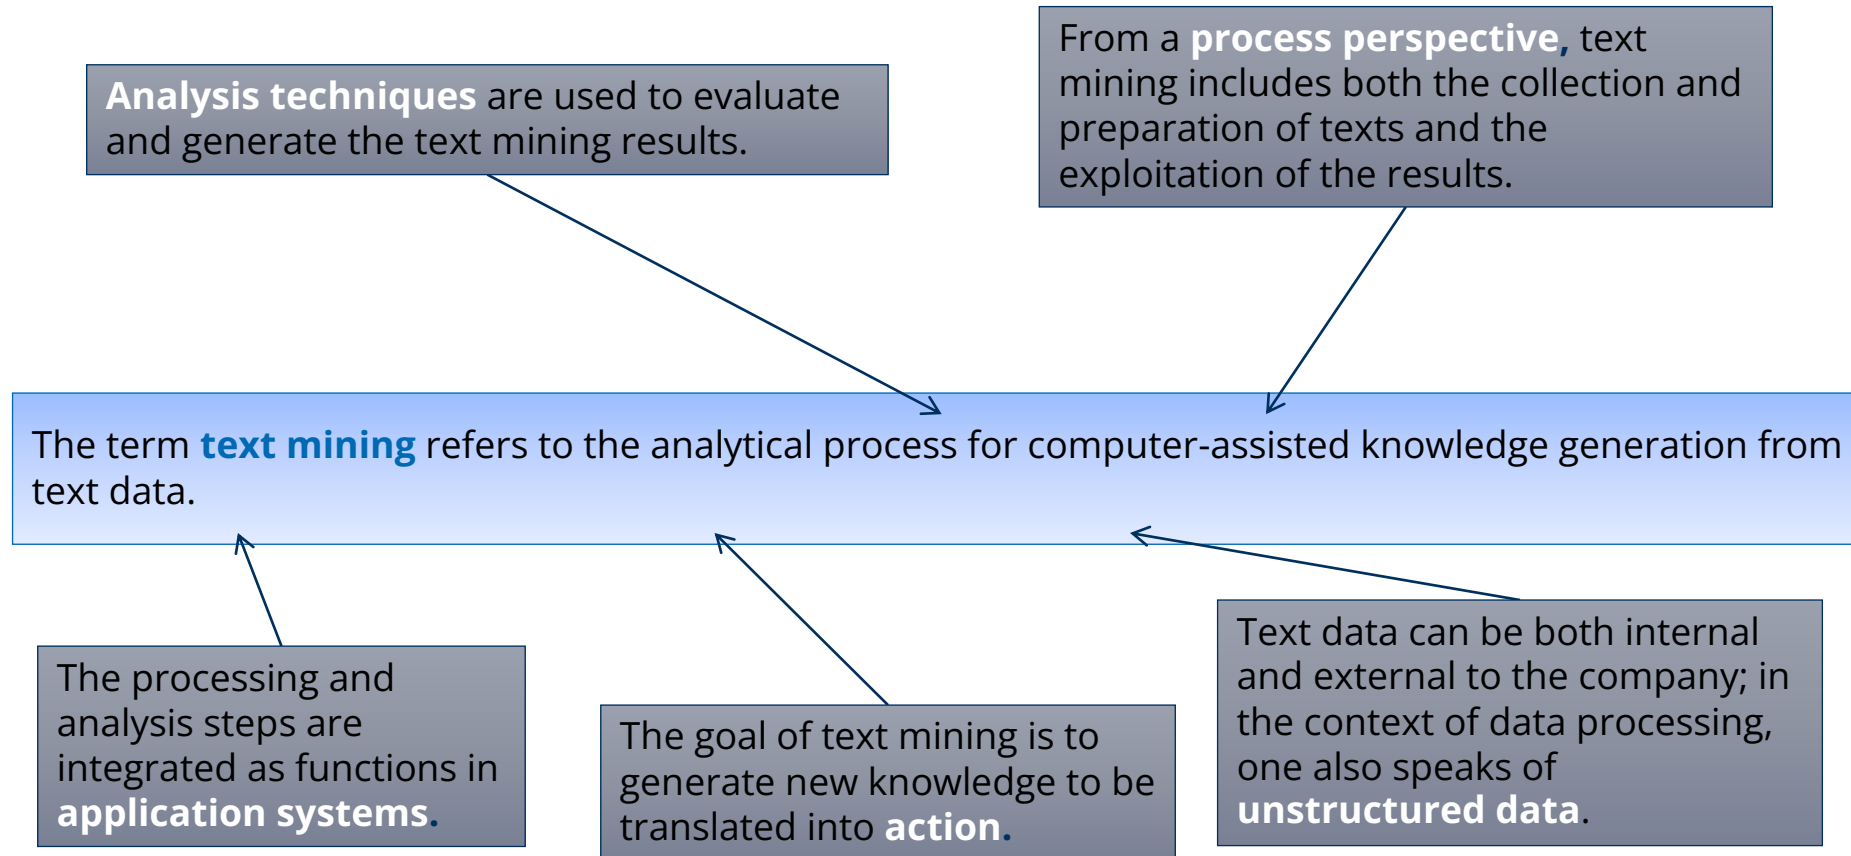 Analysis techniques are used to evaluate
and generate the text mining results.
From a process perspective, text
mining includes both the collection and
preparation of texts and the
exploitation of the results.
The term text mining refers to the analytical process for computer-assisted knowledge generation from
text data.
The processing and
analysis steps are
integrated as functions in
application systems.
The goal of text mining is to
generate new knowledge to be
translated into action.
Text data can be both internal
and external to the company; in
the context of data processing,
one also speaks of
unstructured data.